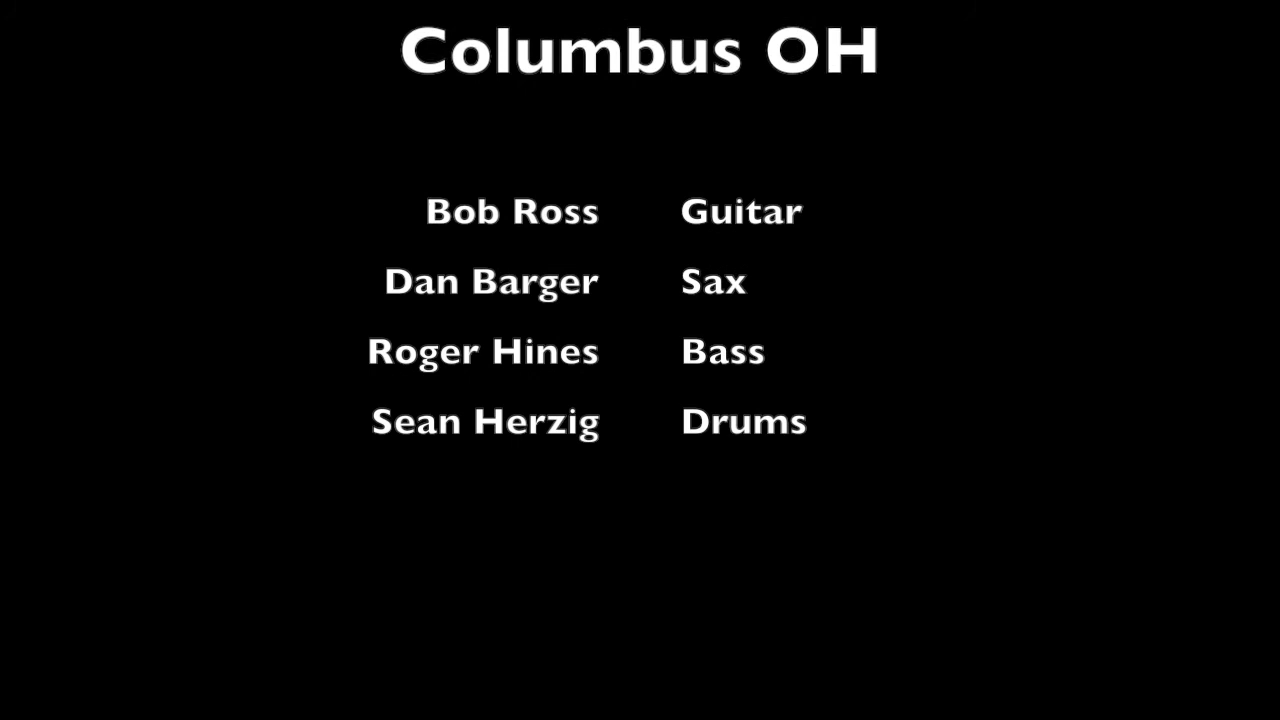 Columbus OH
Bob Ross Guitar
Dan Barger Sax
Roger Hines Bass
Sean Herzig Drums